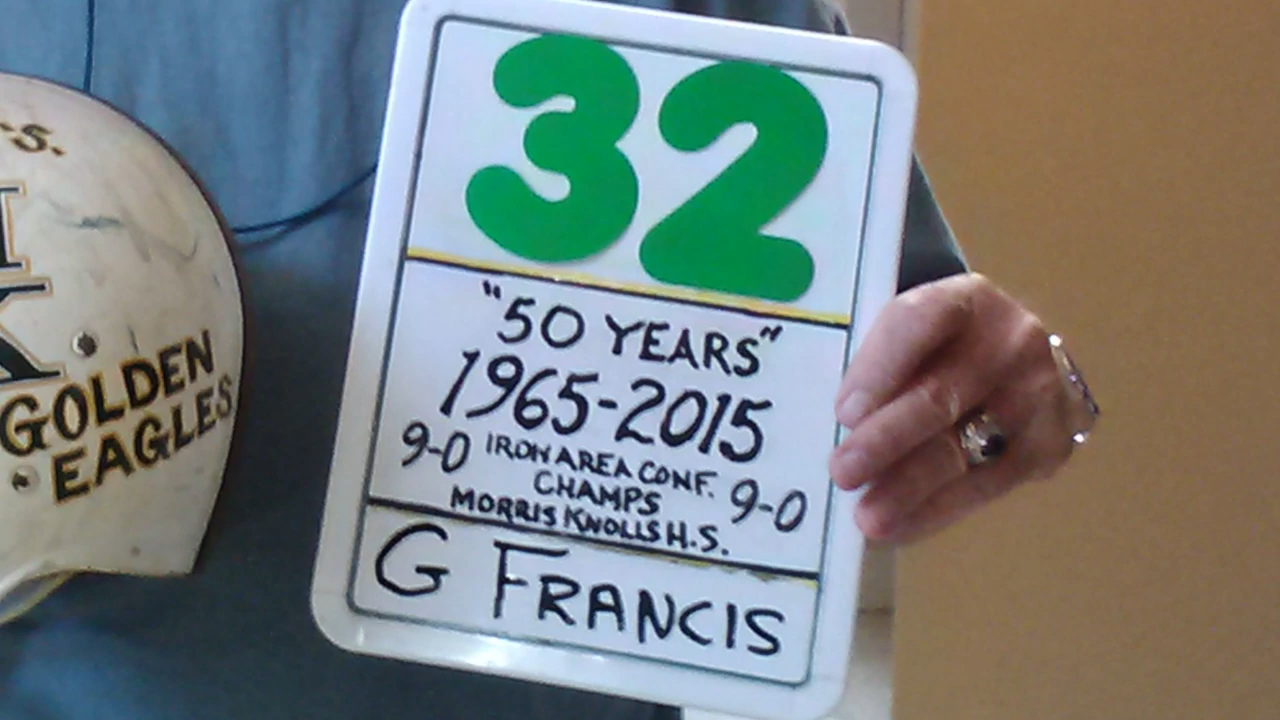 32
"50 YEARS"
1965-2015
9-0 IRON AREA CONF. 9-0
CHAMPS
MORRIS KNOLLS H.S.
G FRANCIS
K
GOLDEN
EAGLES